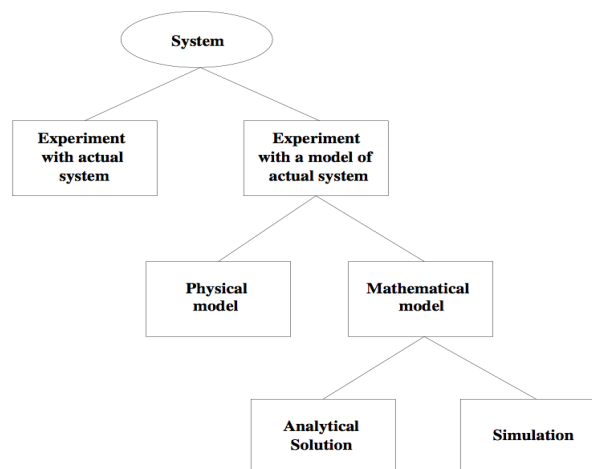 System
Experiment
with actual
system
Experiment
with a model of
actual system
Physical
model
Mathematical
model
Analytical
Solution
Simulation